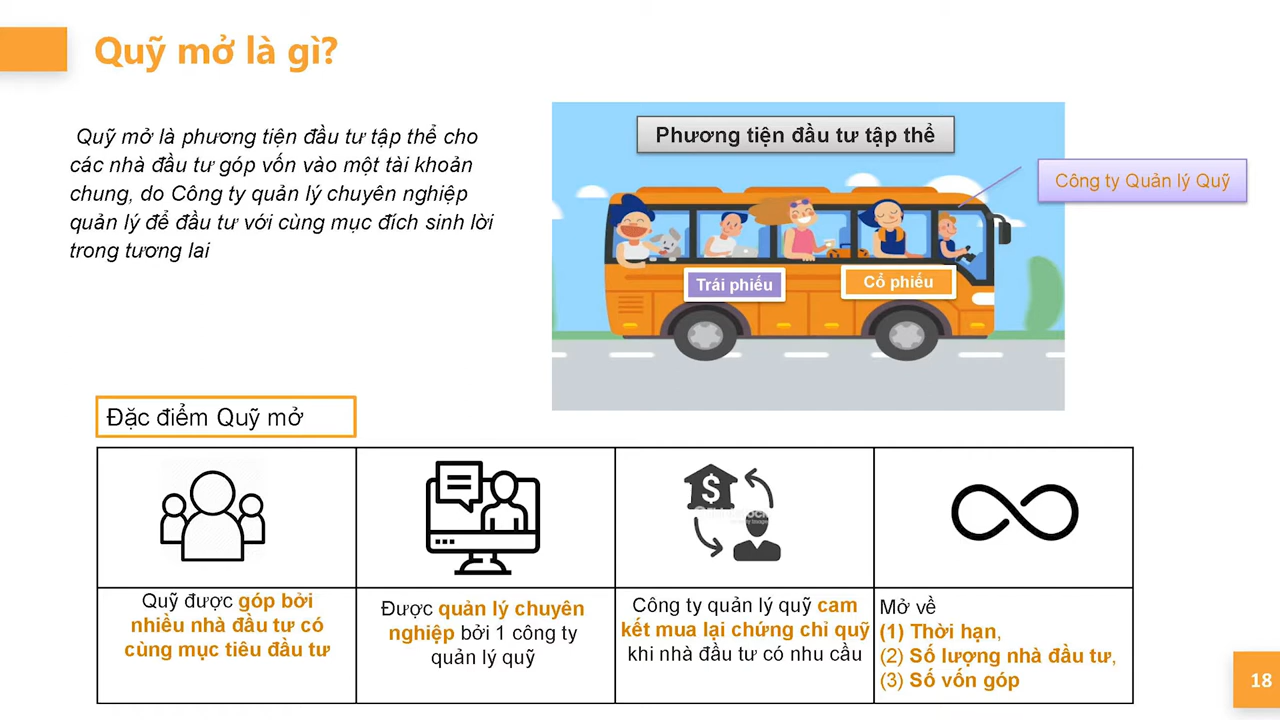 Quỹ mở là gì?
Quỹ mở là phương tiện đầu tư tập thể cho
các nhà đầu tư góp vốn vào một tài khoản
chung, do Công ty quản lý chuyên nghiệp
quản lý để đầu tư với cùng mục đích sinh lời
trong tương lai
Phương tiện đầu tư tập thể
Công ty Quản lý Quỹ
Trái phiếu
Cổ phiếu
Đặc điểm Quỹ mở
Quỹ được góp bởi
nhiều nhà đầu tư có
cùng mục tiêu đầu tư
Được quản lý chuyên
nghiệp bởi 1 công ty
quản lý quỹ
Công ty quản lý quỹ cam
kết mua lại chứng chỉ quỹ
khi nhà đầu tư có nhu cầu
Mở về
(1) Thời hạn,
(2) Số lượng nhà đầu tư,
(3) Số vốn góp
18